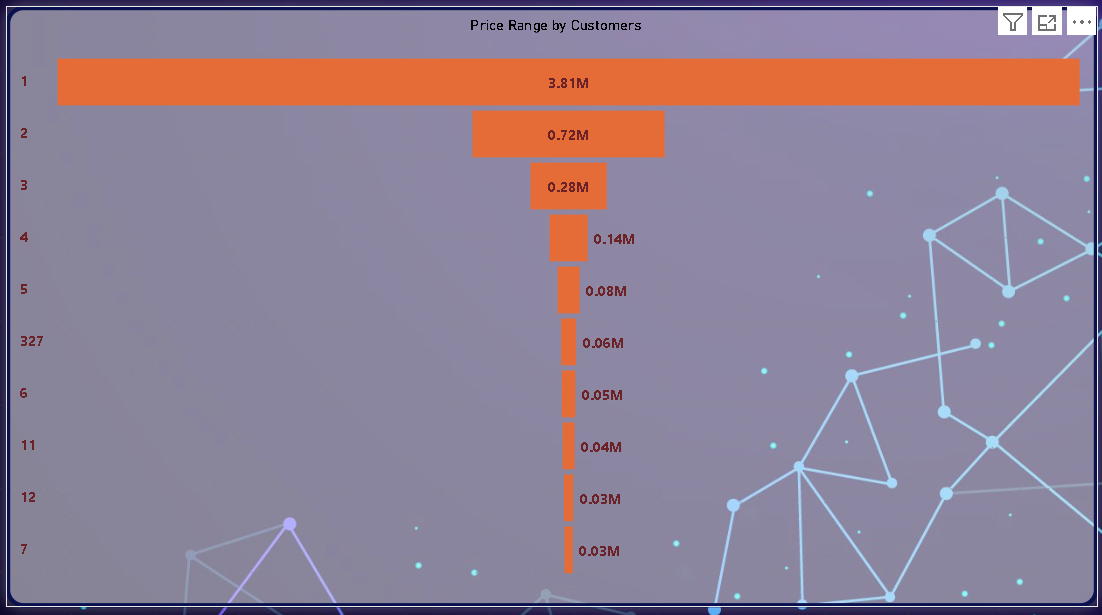 Price Range by Customers
1 3.81M
2 0.72M
3 0.28M
4 0.14M
5 0.08M
327 0.06M
6 0.05M
11 0.04M
12 0.03M
7 0.03M